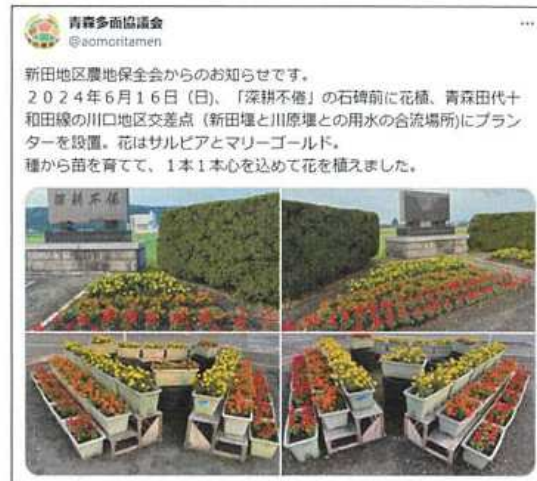 青森多面協議会
@aomoritamen
新田地区農地保全会からのお知らせです。
２０２４年６月１６日（日)、「深耕不倦」の石碑前に花植、青森田代十
和田線の川口地区交差点（新田堰と川原堰との用水の合流場所)にプラン
ターを設置。花はサルビアとマリーゴールド。
種から苗を育てて、１本１本心を込めて花を植えました。
倦不耕深